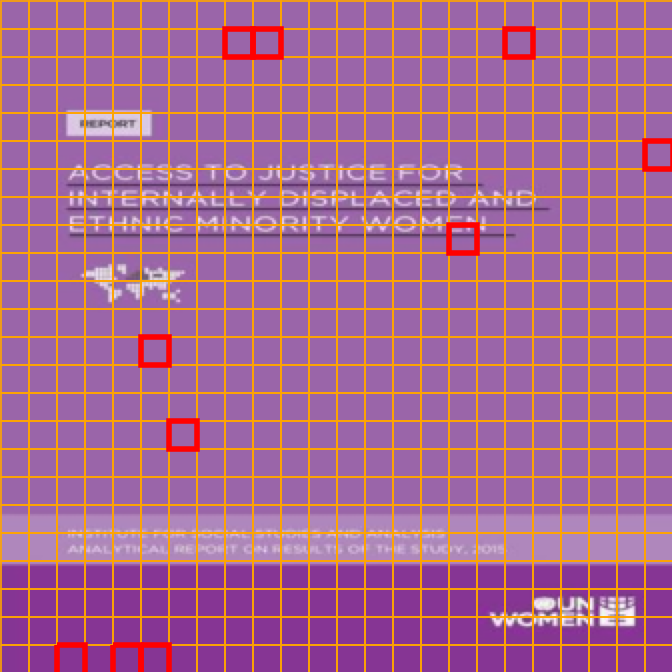 REPORT
ACCESS TO JUSTICE FOR
INTERNALLY DISPLACED AND
ETHNIC MINORITY WOMEN
INSTITUTE FOR SOCIAL STUDIES AND ANALYSIS
ANALYTICAL REPORT ON RESULTS OF THE STUDY, 2015
UN
WOMEN